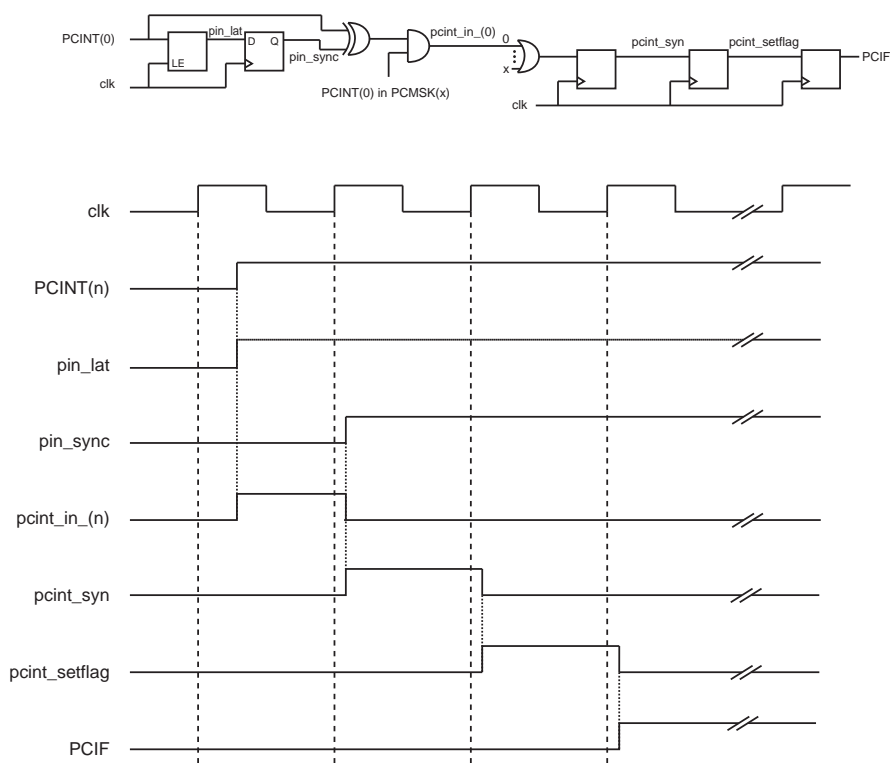 PCINT(0)
pin_lat
D Q
LE
pin_sync
clk
pcint_in_(0)
0
x
PCINT(0) in PCMSK(x)
pcint_syn
pcint_setflag
PCIF
clk
clk
PCINT(n)
pin_lat
pin_sync
pcint_in_(n)
pcint_syn
pcint_setflag
PCIF